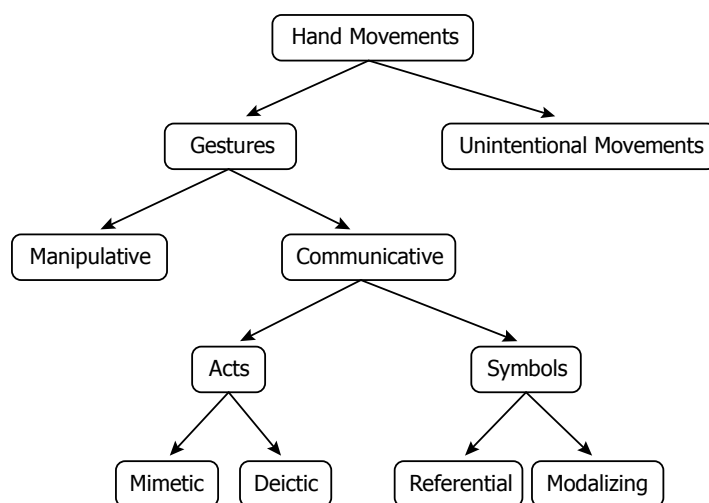 Hand Movements
Gestures
Unintentional Movements
Manipulative
Communicative
Acts
Symbols
Mimetic
Deictic
Referential
Modalizing